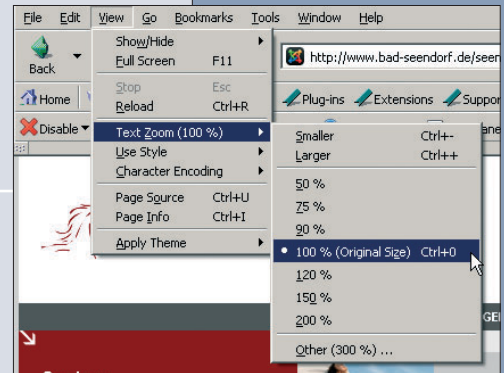 File Edit View Go Bookmarks Tools Window Help
Back
http://www.bad-seendorf.de/seen
Home
Plug-ins Extensions Suppor
Disable
Show/Hide
Full Screen F11
Stop Esc
Reload Ctrl+R
Text Zoom (100 %)
Use Style
Character Encoding
Page Source Ctrl+U
Page Info Ctrl+I
Apply Theme
Smaller Ctrl+-
Larger Ctrl++
50 %
75 %
90 %
100 % (Original Size) Ctrl+0
120 %
150 %
200 %
Other (300 %) ...
GE